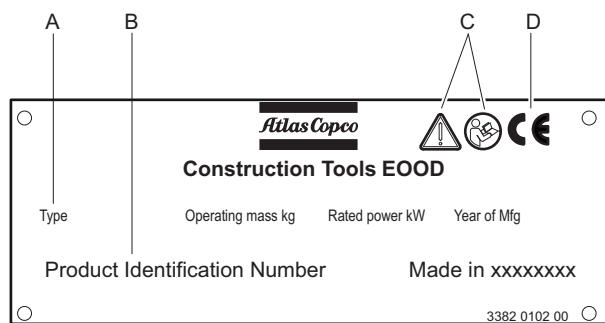 A B C D
Atlas Copco
Construction Tools EOOD
Type Operating mass kg Rated power kW Year of Mfg
Product Identification Number Made in xxxxxxxx
3382 0102 00